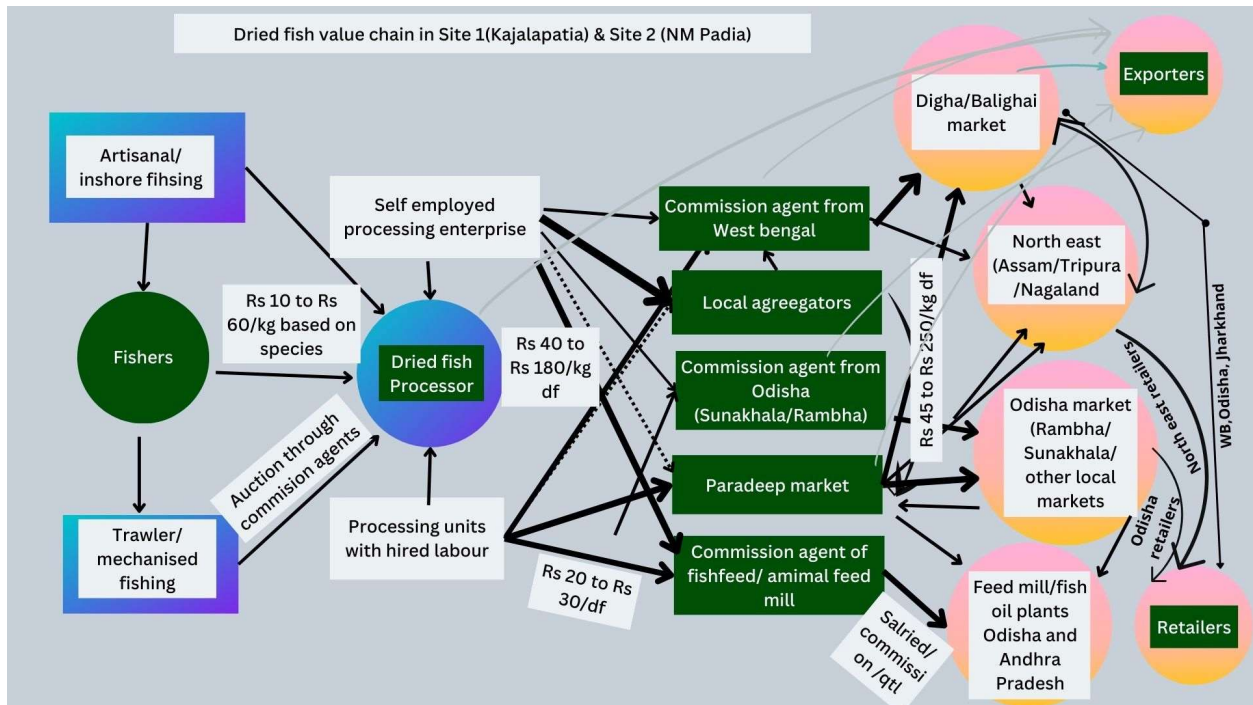 Dried fish value chain in Site 1(Kajalapatia) & Site 2 (NM Padia)
Artisanal/
inshore fihsing
Fishers
Trawler/
mechanised
fishing
Rs 10 to Rs
60/kg based on
species
Auction through
commision agents
Self employed
processing enterprise
Dried fish
Processor
Processing units
with hired labour
Rs 40 to
Rs 180/kg
df
Rs 20 to Rs
30/df
Commission agent from
West bengal
Local agreegators
Commission agent from
Odisha
(Sunakhala/Rambha)
Paradeep market
Commission agent of
fishfeed/ amimal feed
mill
Salried/
commissi
on /qtl
Rs 45 to Rs 250/kg df
Digha/Balighai
market
North east
(Assam/Tripura
/Nagaland
Odisha market
(Rambha/
Sunakhala/
other local
markets
Feed mill/fish
oil plants
Odisha and
Andhra
Pradesh
Exporters
North east retailers
Odisha
retailers
WB,Odisha, Jharkhand
Retailers